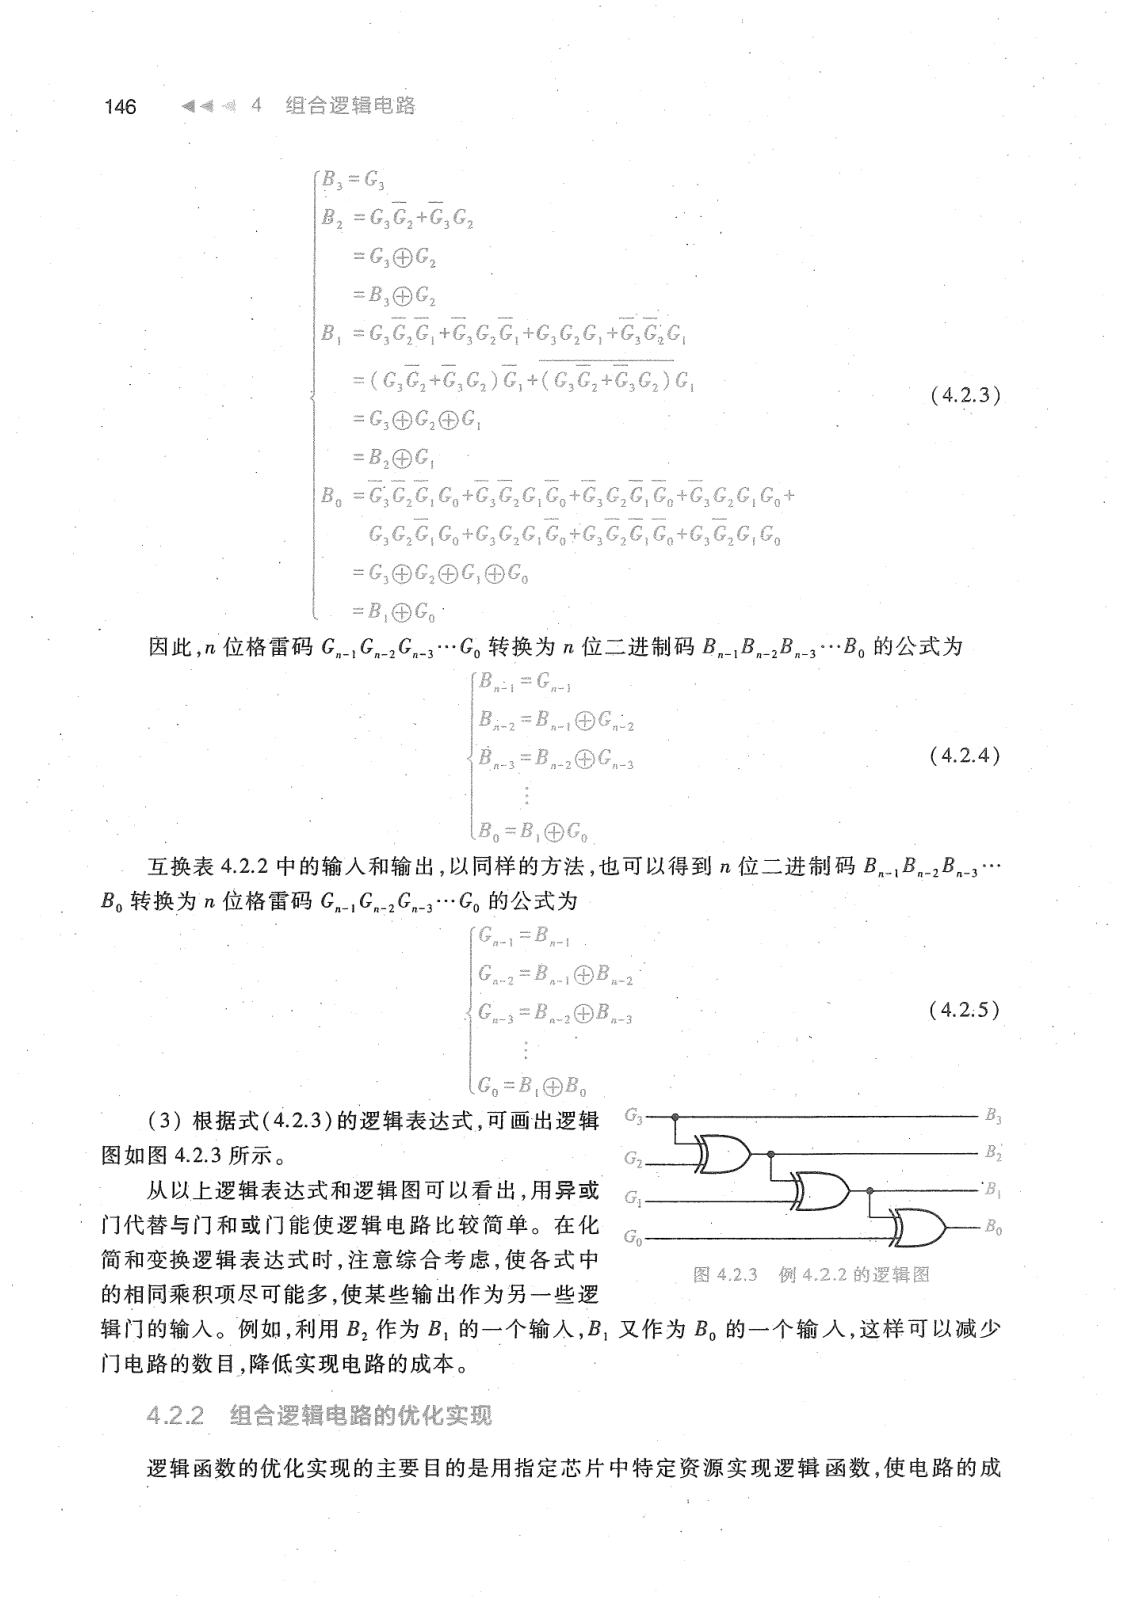 146 4 组合逻辑电路
B₃=G₃
B₂=G₃G̅₂+G̅₃G₂
=G₃⊕G₂
=B₃⊕G₂
B₁=G₃G̅₂G̅₁+G̅₃G₂G̅₁+G₃G₂G₁+G̅₃G̅₂G₁
=(G₃G̅₂+G̅₃G₂)G̅₁+\overline{(G₃G̅₂+G̅₃G₂)}G₁
(4.2.3)
=G₃⊕G₂⊕G₁
=B₂⊕G₁
B₀=G̅₃G̅₂G̅₁G₀+G̅₃G̅₂G₁G̅₀+G̅₃G₂G̅₁G̅₀+G̅₃G₂G₁G₀+
G₃G₂G̅₁G₀+G₃G₂G₁G̅₀+G₃G̅₂G̅₁G̅₀+G₃G̅₂G₁G₀
=G₃⊕G₂⊕G₁⊕G₀
=B₁⊕G₀
因此,n 位格雷码 Gₙ₋₁Gₙ₋₂Gₙ₋₃⋯G₀ 转换为 n 位二进制码 Bₙ₋₁Bₙ₋₂Bₙ₋₃⋯B₀ 的公式为
Bₙ₋₁=Gₙ₋₁
Bₙ₋₂=Bₙ₋₁⊕Gₙ₋₂
Bₙ₋₃=Bₙ₋₂⊕Gₙ₋₃ (4.2.4)
⋮
B₀=B₁⊕G₀
互换表 4.2.2 中的输入和输出,以同样的方法,也可以得到 n 位二进制码 Bₙ₋₁Bₙ₋₂Bₙ₋₃⋯
B₀ 转换为 n 位格雷码 Gₙ₋₁Gₙ₋₂Gₙ₋₃⋯G₀ 的公式为
Gₙ₋₁=Bₙ₋₁
Gₙ₋₂=Bₙ₋₁⊕Bₙ₋₂
Gₙ₋₃=Bₙ₋₂⊕Bₙ₋₃ (4.2.5)
⋮
G₀=B₁⊕B₀
(3) 根据式(4.2.3)的逻辑表达式,可画出逻辑
图如图 4.2.3 所示。
从以上逻辑表达式和逻辑图可以看出,用异或
门代替与门和或门能使逻辑电路比较简单。在化
简和变换逻辑表达式时,注意综合考虑,使各式中
的相同乘积项尽可能多,使某些输出作为另一些逻
G₃ B₃
G₂ B₂
G₁ B₁
G₀ B₀
图 4.2.3 例 4.2.2 的逻辑图
辑门的输入。例如,利用 B₂ 作为 B₁ 的一个输入,B₁ 又作为 B₀ 的一个输入,这样可以减少
门电路的数目,降低实现电路的成本。
4.2.2 组合逻辑电路的优化实现
逻辑函数的优化实现的主要目的是用指定芯片中特定资源实现逻辑函数,使电路的成